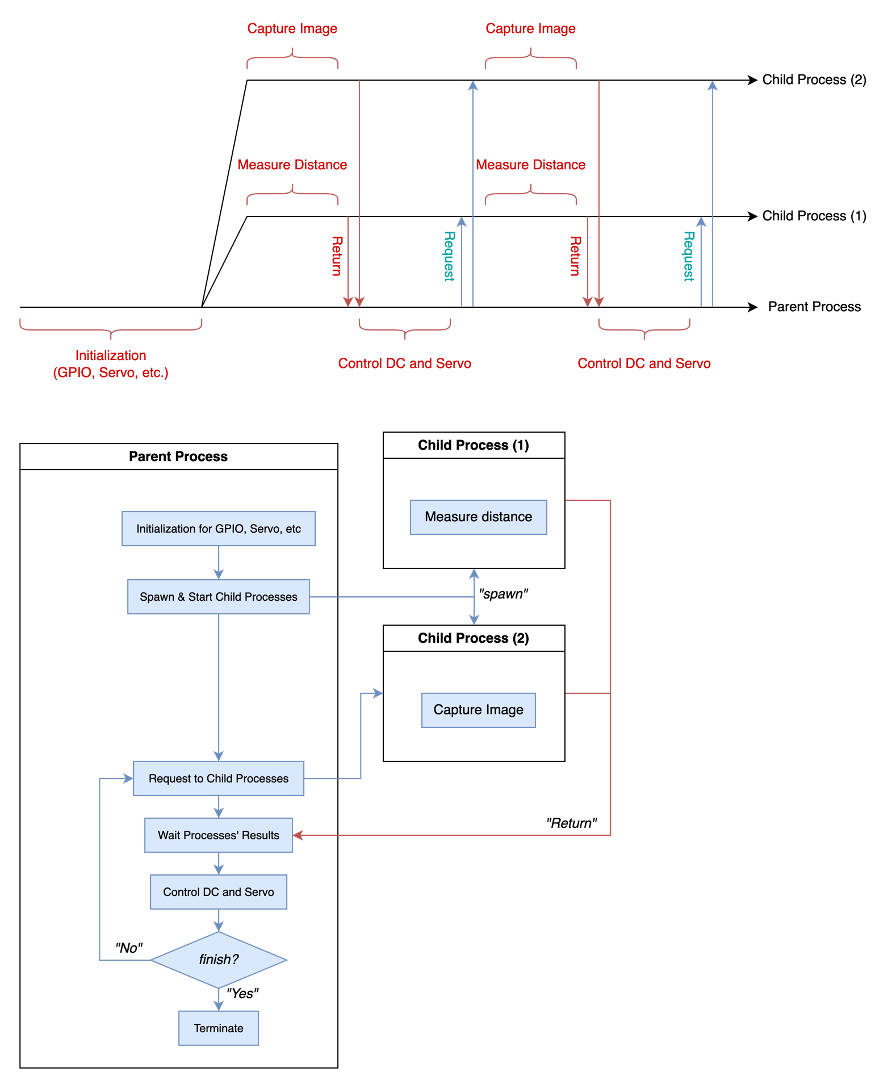 Capture Image
Capture Image
Child Process (2)
Measure Distance
Measure Distance
Child Process (1)
Return
Request
Return
Request
Parent Process
Initialization
(GPIO, Servo, etc.)
Control DC and Servo
Control DC and Servo
Parent Process
Child Process (1)
Measure distance
Initialization for GPIO, Servo, etc
Spawn & Start Child Processes
"spawn"
Child Process (2)
Capture Image
Request to Child Processes
Wait Processes' Results
"Return"
Control DC and Servo
finish?
"No"
"Yes"
Terminate